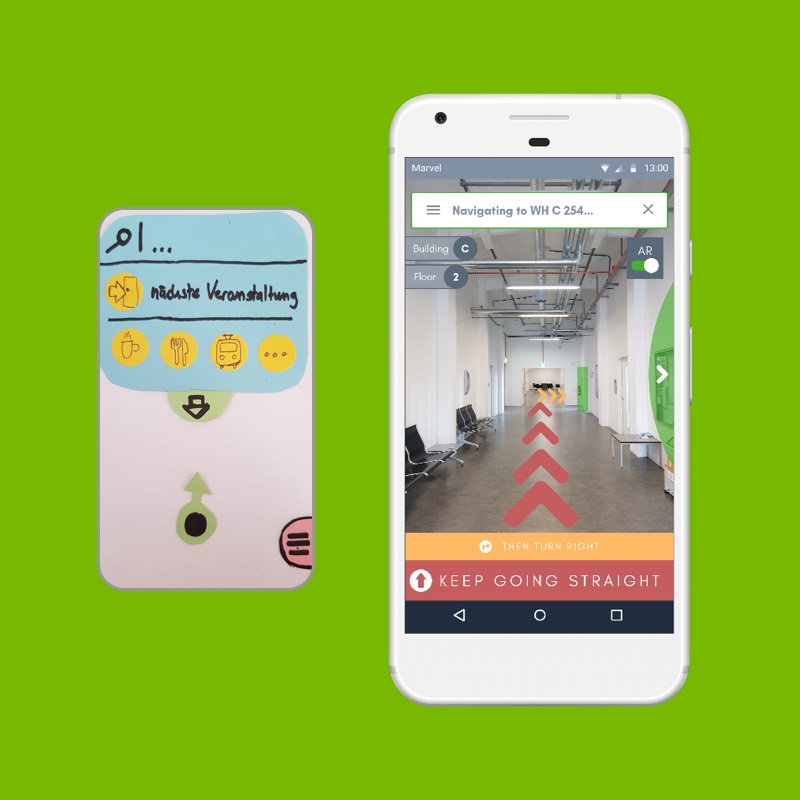 ...
nächste Veranstaltung
Marvel
13:00
Navigating to WH C 254...
Building C
Floor 2
AR
THEN TURN RIGHT
KEEP GOING STRAIGHT